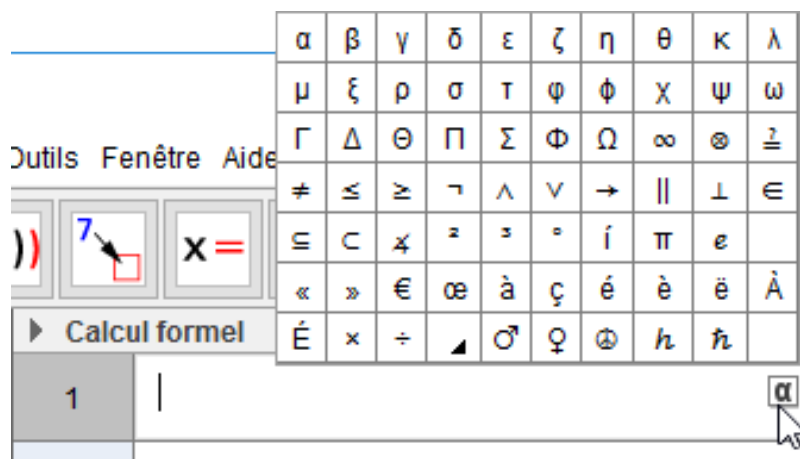 α β γ δ ε ζ η θ κ λ
μ ξ ρ σ τ φ ϕ χ ψ ω
Γ Δ Θ Π Σ Φ Ω ∞ ⊗ ≟
≠ ≤ ≥ ¬ ∧ ∨ → ∥ ⊥ ∈
⊆ ⊂ ∡ ² ³ ° í π ℯ
« » € œ à ç é è ë À
É × ÷ ◢ ♂ ♀ ☮ ℎ ℏ
Outils Fenêtre Aide
)) 7 x =
Calcul formel
1
α